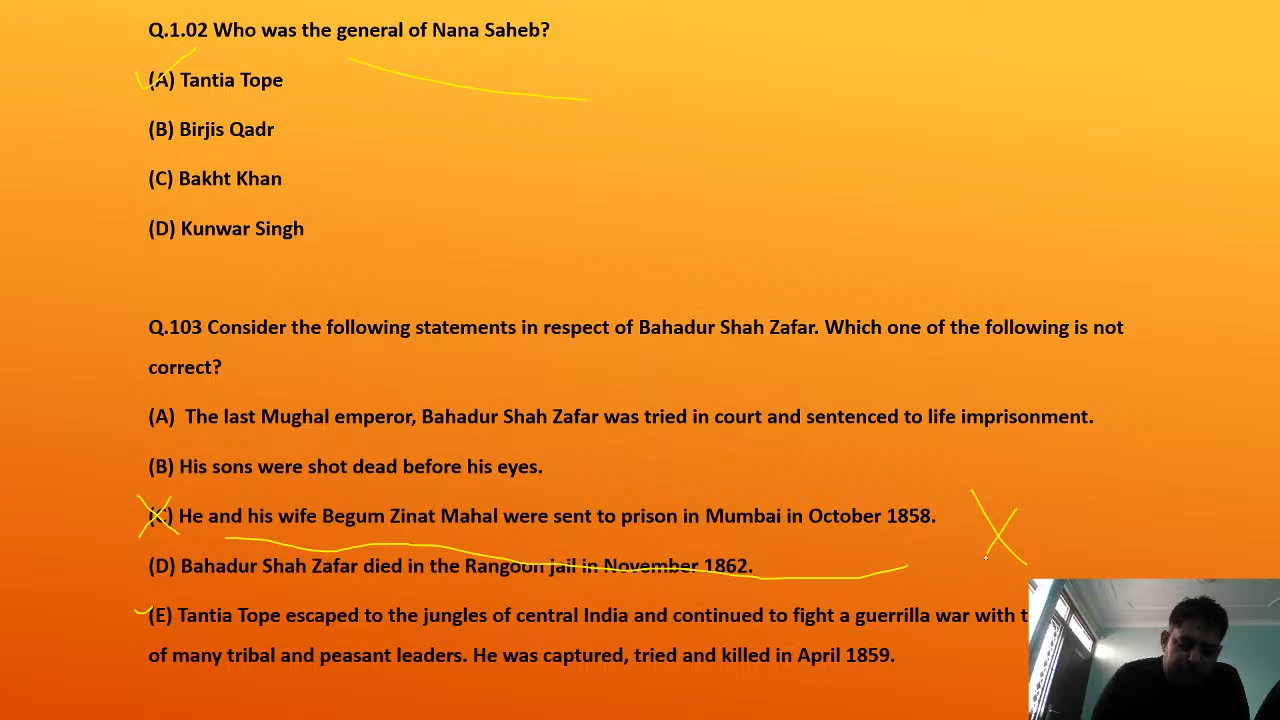 Q.1.02 Who was the general of Nana Saheb?
(A) Tantia Tope
(B) Birjis Qadr
(C) Bakht Khan
(D) Kunwar Singh
Q.103 Consider the following statements in respect of Bahadur Shah Zafar. Which one of the following is not
correct?
(A) The last Mughal emperor, Bahadur Shah Zafar was tried in court and sentenced to life imprisonment.
(B) His sons were shot dead before his eyes.
(C) He and his wife Begum Zinat Mahal were sent to prison in Mumbai in October 1858.
(D) Bahadur Shah Zafar died in the Rangoon jail in November 1862.
(E) Tantia Tope escaped to the jungles of central India and continued to fight a guerrilla war with
of many tribal and peasant leaders. He was captured, tried and killed in April 1859.